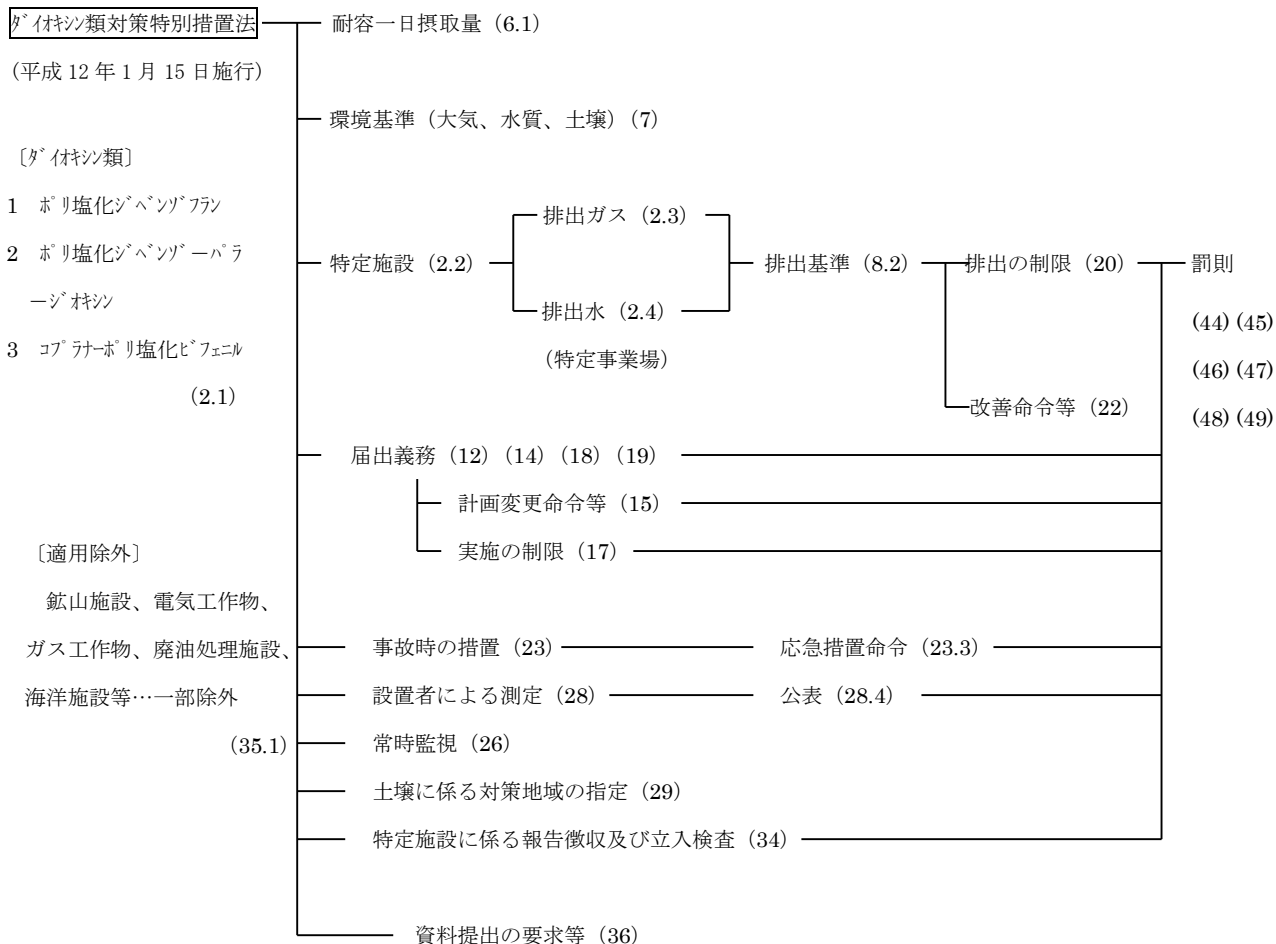 ダイオキシン類対策特別措置法
耐容一日摂取量（6.1）
（平成 12 年 1 月 15 日施行）
環境基準（大気、水質、土壌）（7）
〔ダイオキシン類〕
1 ポリ塩化ジベンゾフラン
2 ポリ塩化ジベンゾーパラ
ージオキシン
3 コプラナーポリ塩化ビフェニル
（2.1）
特定施設（2.2）
排出ガス（2.3）
排出水（2.4）
（特定事業場）
排出基準（8.2）
排出の制限（20）
改善命令等（22）
罰則
(44) (45)
(46) (47)
(48) (49)
届出義務（12）（14）（18）（19）
計画変更命令等（15）
実施の制限（17）
〔適用除外〕
鉱山施設、電気工作物、
ガス工作物、廃油処理施設、
海洋施設等…一部除外
（35.1）
事故時の措置（23）
応急措置命令（23.3）
設置者による測定（28）
公表（28.4）
常時監視（26）
土壌に係る対策地域の指定（29）
特定施設に係る報告徴収及び立入検査（34）
資料提出の要求等（36）